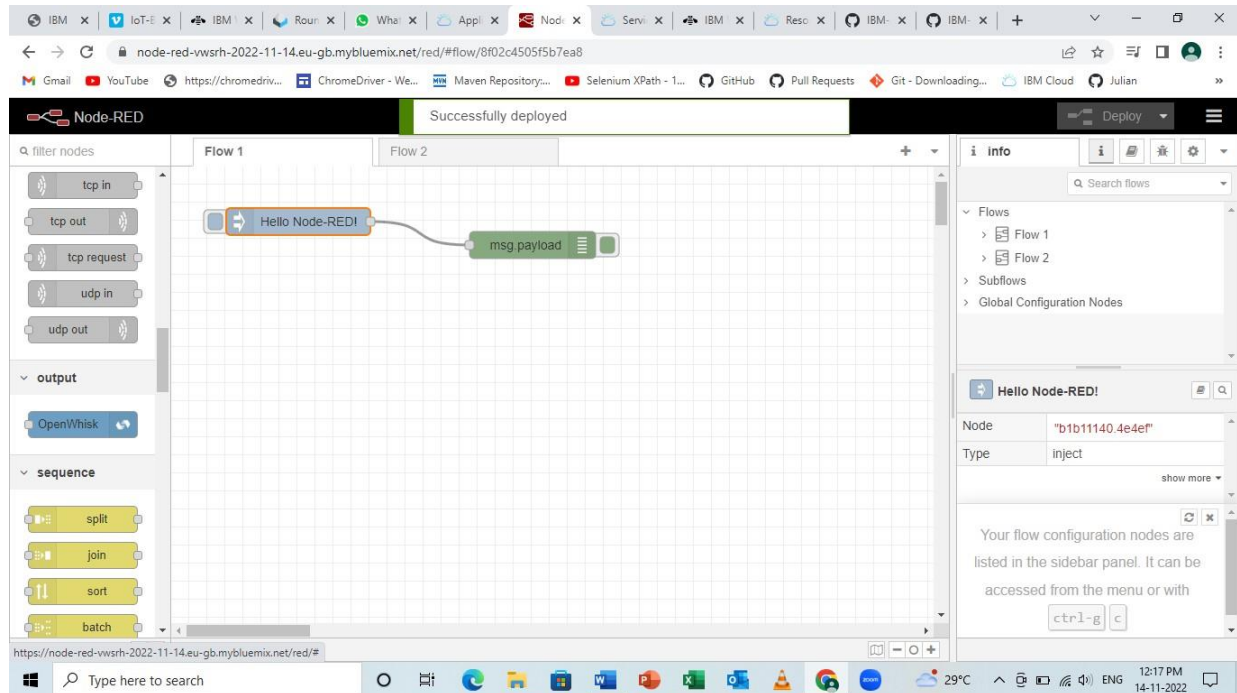 IBM
IoT-E
IBM
Roun
What
Appli
Node
Servi
IBM
Reso
IBM-
IBM-
node-red-vwsrh-2022-11-14.eu-gb.mybluemix.net/red/#flow/8f02c4505f5b7ea8
Gmail YouTube https://chromedriv... ChromeDriver - We... Maven Repository:... Selenium XPath - 1... GitHub Pull Requests Git - Downloading... IBM Cloud Julian »
Node-RED
Successfully deployed
Deploy
filter nodes
Flow 1
Flow 2
i info
Search flows
tcp in
tcp out
tcp request
udp in
udp out
output
OpenWhisk
sequence
split
join
sort
batch
Hello Node-RED!
msg.payload
Flows
Flow 1
Flow 2
Subflows
Global Configuration Nodes
Hello Node-RED!
Node "b1b11140.4e4ef"
Type inject
show more
Your flow configuration nodes are
listed in the sidebar panel. It can be
accessed from the menu or with
ctrl-g c
https://node-red-vwsrh-2022-11-14.eu-gb.mybluemix.net/red/#
Type here to search
zoom
29°C
ENG
12:17 PM
14-11-2022